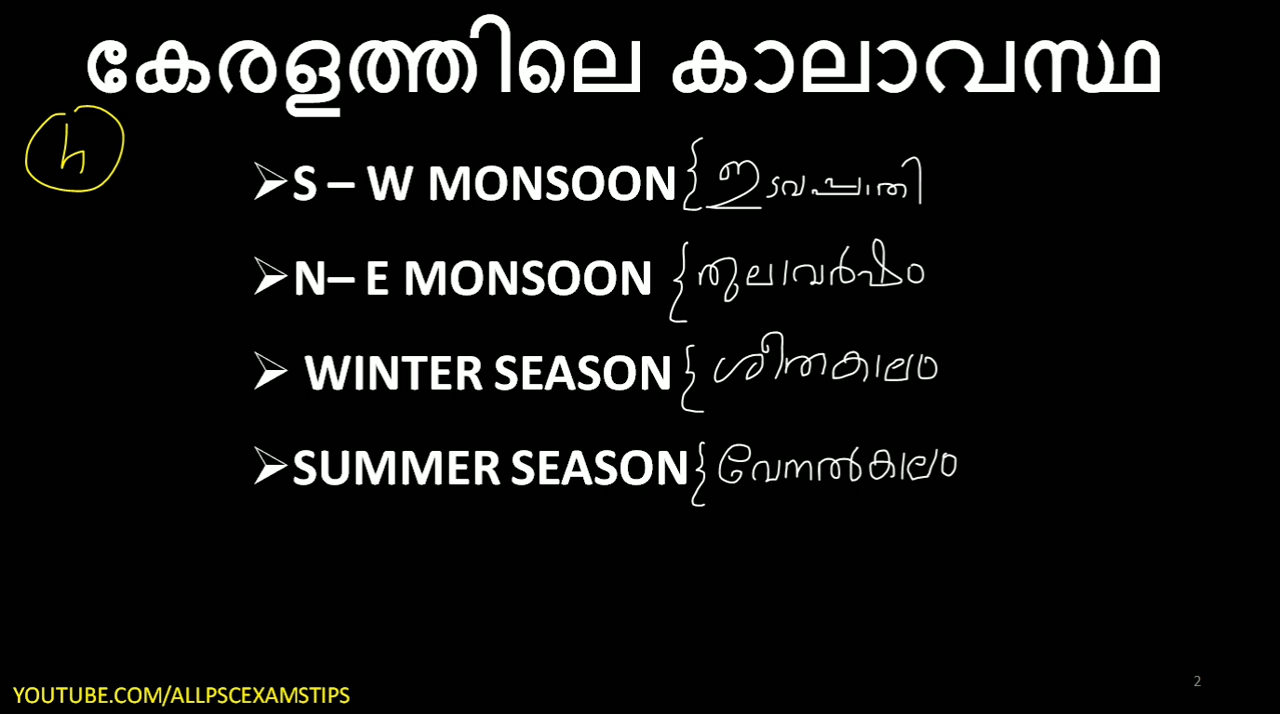 കേരളത്തിലെ കാലാവസ്ഥ
h
➢S – W MONSOON { ഇടവപ്പാതി
➢N– E MONSOON { തുലാവർഷം
➢ WINTER SEASON { ശീതകാലം
➢SUMMER SEASON { വേനൽകാലം
2
YOUTUBE.COM/ALLPSCEXAMSTIPS